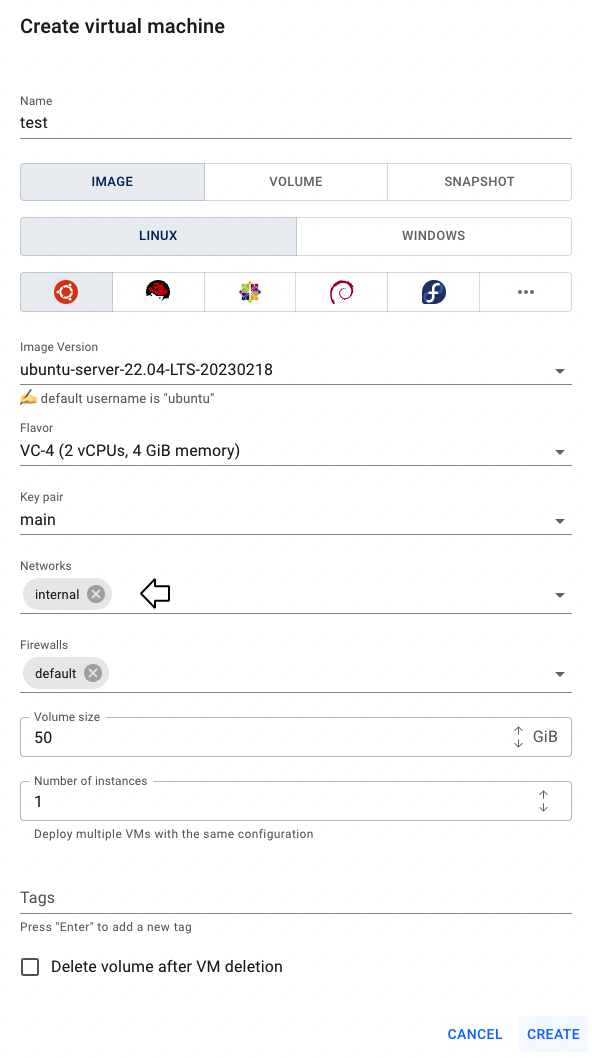 Create virtual machine
Name
test
IMAGE VOLUME SNAPSHOT
LINUX WINDOWS
Image Version
ubuntu-server-22.04-LTS-20230218
✍️ default username is "ubuntu"
Flavor
VC-4 (2 vCPUs, 4 GiB memory)
Key pair
main
Networks
internal
Firewalls
default
Volume size
50 GiB
Number of instances
1
Deploy multiple VMs with the same configuration
Tags
Press "Enter" to add a new tag
Delete volume after VM deletion
CANCEL CREATE